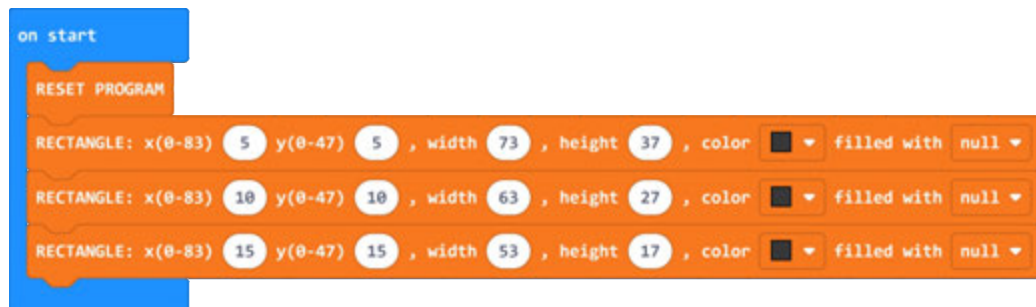 on start
RESET PROGRAM
RECTANGLE: x(0-83) 5 y(0-47) 5 , width 73 , height 37 , color filled with null
RECTANGLE: x(0-83) 10 y(0-47) 10 , width 63 , height 27 , color filled with null
RECTANGLE: x(0-83) 15 y(0-47) 15 , width 53 , height 17 , color filled with null